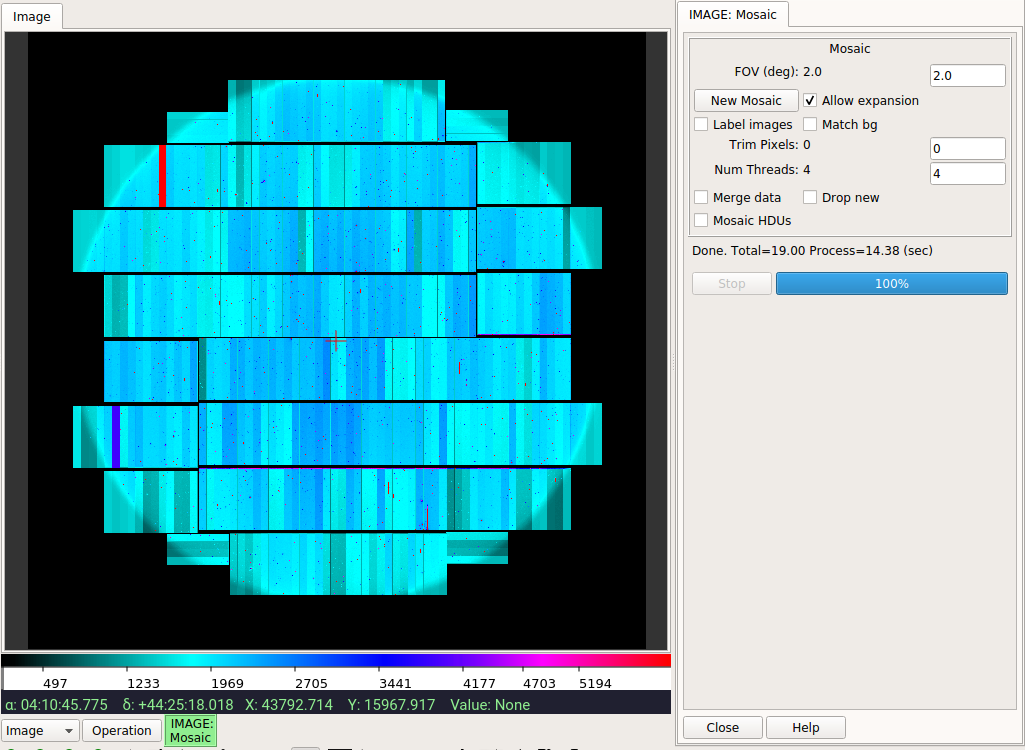 Image
IMAGE: Mosaic
Mosaic
FOV (deg): 2.0 2.0
New Mosaic Allow expansion
Label images Match bg
Trim Pixels: 0 0
Num Threads: 4 4
Merge data Drop new
Mosaic HDUs
Done. Total=19.00 Process=14.38 (sec)
Stop 100%
497 1233 1969 2705 3441 4177 4703 5194
α: 04:10:45.775 δ: +44:25:18.018 X: 43792.714 Y: 15967.917 Value: None
Image Operation IMAGE: Mosaic
Close Help